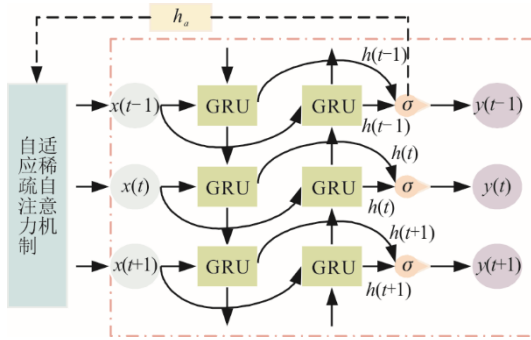 h_a
自适
应稀
疏自
注意
力机
制
x(t−1)
GRU
GRU
h(t−1)
h(t−1)
σ
y(t−1)
x(t)
GRU
GRU
h(t)
h(t)
σ
y(t)
x(t+1)
GRU
GRU
h(t+1)
h(t+1)
σ
y(t+1)